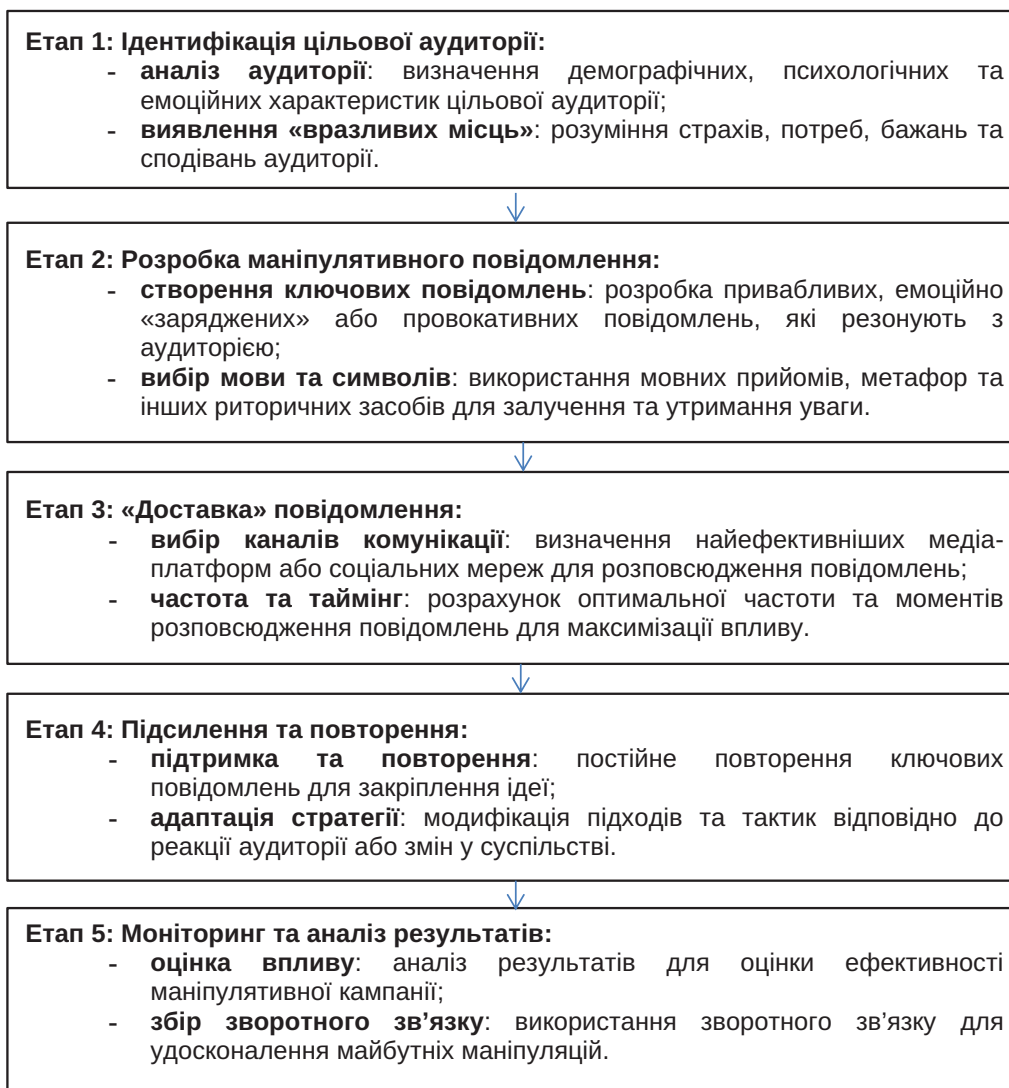 Етап 1: Ідентифікація цільової аудиторії:
- аналіз аудиторії: визначення демографічних, психологічних та
емоційних характеристик цільової аудиторії;
- виявлення «вразливих місць»: розуміння страхів, потреб, бажань та
сподівань аудиторії.
Етап 2: Розробка маніпулятивного повідомлення:
- створення ключових повідомлень: розробка привабливих, емоційно
«заряджених» або провокативних повідомлень, які резонують з
аудиторією;
- вибір мови та символів: використання мовних прийомів, метафор та
інших риторичних засобів для залучення та утримання уваги.
Етап 3: «Доставка» повідомлення:
- вибір каналів комунікації: визначення найефективніших медіа-
платформ або соціальних мереж для розповсюдження повідомлень;
- частота та таймінг: розрахунок оптимальної частоти та моментів
розповсюдження повідомлень для максимізації впливу.
Етап 4: Підсилення та повторення:
- підтримка та повторення: постійне повторення ключових
повідомлень для закріплення ідеї;
- адаптація стратегії: модифікація підходів та тактик відповідно до
реакції аудиторії або змін у суспільстві.
Етап 5: Моніторинг та аналіз результатів:
- оцінка впливу: аналіз результатів для оцінки ефективності
маніпулятивної кампанії;
- збір зворотного зв’язку: використання зворотного зв’язку для
удосконалення майбутніх маніпуляцій.